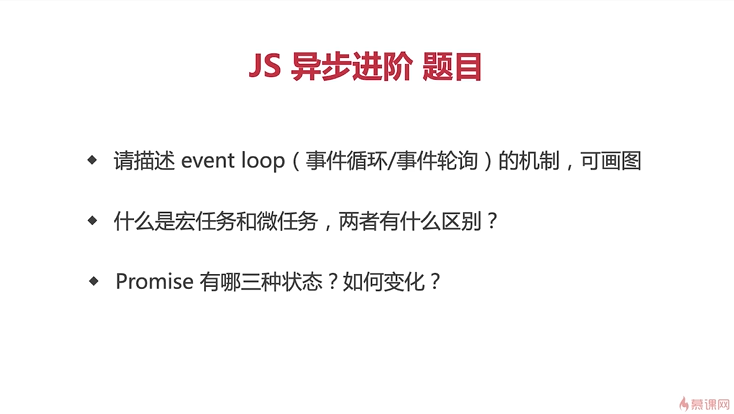 JS 异步进阶 题目
请描述 event loop（事件循环/事件轮询）的机制，可画图
什么是宏任务和微任务，两者有什么区别？
Promise 有哪三种状态？如何变化？
慕课网